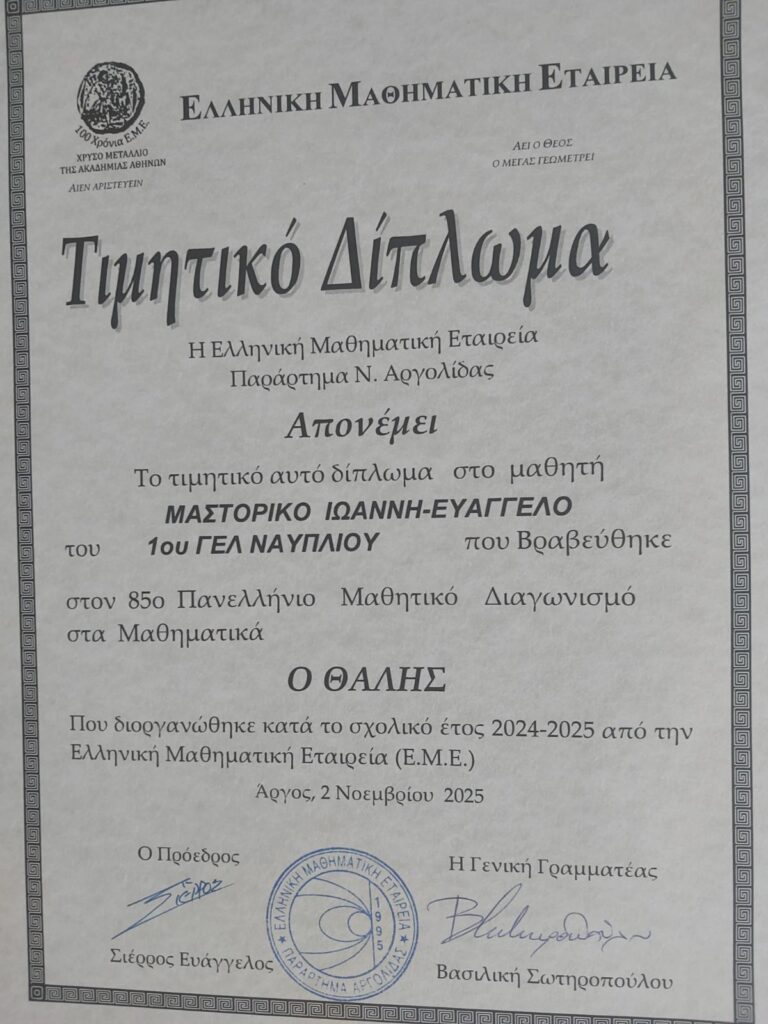 ΕΛΛΗΝΙΚΗ ΜΑΘΗΜΑΤΙΚΗ ΕΤΑΙΡΕΙΑ
100 Χρόνια Ε.Μ.Ε.
ΧΡΥΣΟ ΜΕΤΑΛΛΙΟ
ΤΗΣ ΑΚΑΔΗΜΙΑΣ ΑΘΗΝΩΝ
ΑΙΕΝ ΑΡΙΣΤΕΥΕΙΝ
ΑΕΙ Ο ΘΕΟΣ
Ο ΜΕΓΑΣ ΓΕΩΜΕΤΡΕΙ
Τιμητικό Δίπλωμα
Η Ελληνική Μαθηματική Εταιρεία
Παράρτημα Ν. Αργολίδας
Απονέμει
Το τιμητικό αυτό δίπλωμα στο μαθητή
ΜΑΣΤΟΡΙΚΟ ΙΩΑΝΝΗ-ΕΥΑΓΓΕΛΟ
του 1ου ΓΕΛ ΝΑΥΠΛΙΟΥ που Βραβεύθηκε
στον 85ο Πανελλήνιο Μαθητικό Διαγωνισμό
στα Μαθηματικά
Ο ΘΑΛΗΣ
Που διοργανώθηκε κατά το σχολικό έτος 2024-2025 από την
Ελληνική Μαθηματική Εταιρεία (Ε.Μ.Ε.)
Άργος, 2 Νοεμβρίου 2025
Ο Πρόεδρος
Σιέρρος Ευάγγελος
ΕΛΛΗΝΙΚΗ ΜΑΘΗΜΑΤΙΚΗ ΕΤΑΙΡΕΙΑ
1995
ΠΑΡΑΡΤΗΜΑ ΑΡΓΟΛΙΔΑΣ
Η Γενική Γραμματέας
Βασιλική Σωτηροπούλου